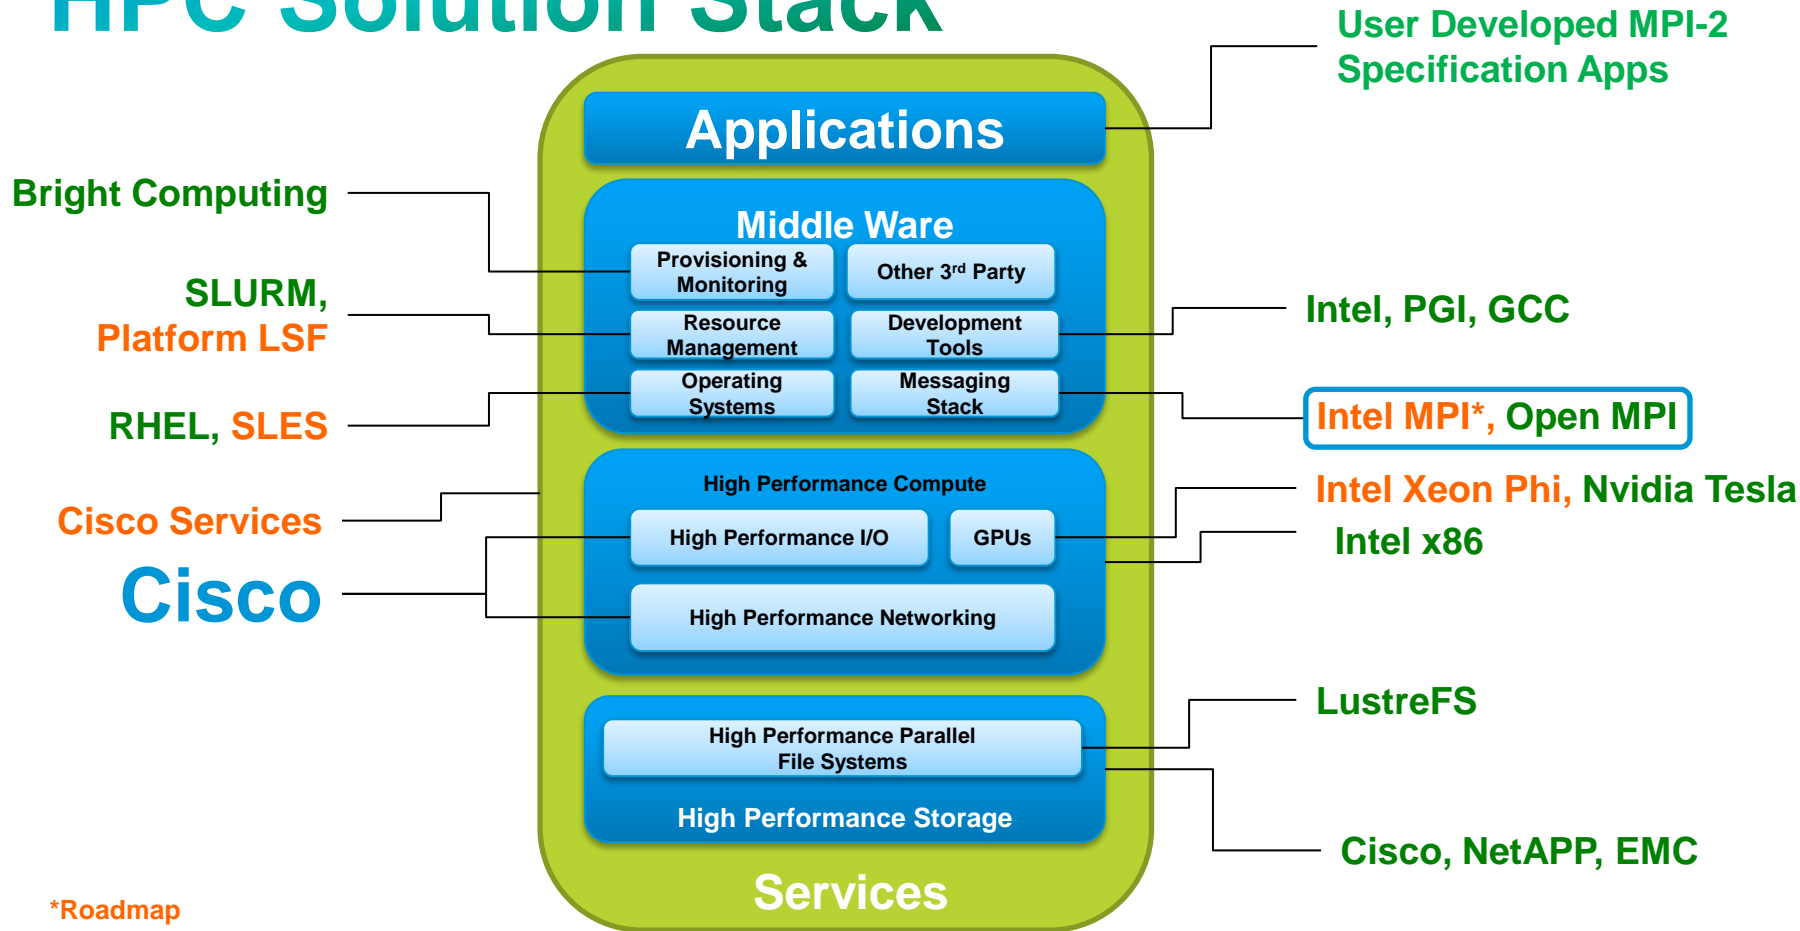 HPC Solution Stack
User Developed MPI-2
Specification Apps
Applications
Bright Computing
Middle Ware
Provisioning &
Monitoring
Other 3rd Party
SLURM,
Platform LSF
Resource
Management
Development
Tools
Intel, PGI, GCC
Operating
Systems
Messaging
Stack
RHEL, SLES
Intel MPI*, Open MPI
High Performance Compute
Intel Xeon Phi, Nvidia Tesla
Cisco Services
High Performance I/O
GPUs
Intel x86
Cisco
High Performance Networking
LustreFS
High Performance Parallel
File Systems
High Performance Storage
Cisco, NetAPP, EMC
Services
*Roadmap